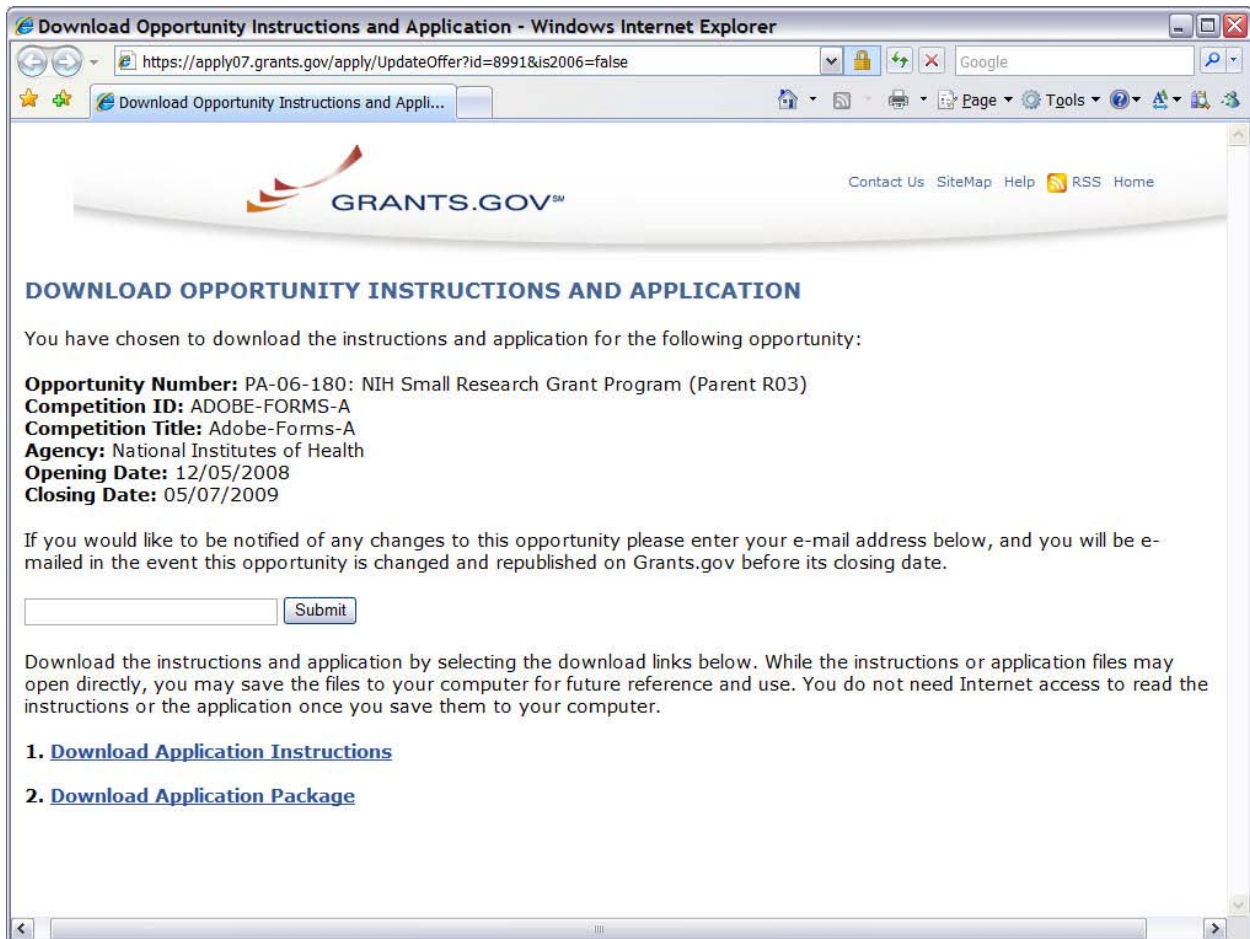 Download Opportunity Instructions and Application - Windows Internet Explorer
https://apply07.grants.gov/apply/UpdateOffer?id=8991&is2006=false
Google
Download Opportunity Instructions and Appli...
Page
Tools
GRANTS.GOV℠
Contact Us SiteMap Help RSS Home
DOWNLOAD OPPORTUNITY INSTRUCTIONS AND APPLICATION
You have chosen to download the instructions and application for the following opportunity:
Opportunity Number: PA-06-180: NIH Small Research Grant Program (Parent R03)
Competition ID: ADOBE-FORMS-A
Competition Title: Adobe-Forms-A
Agency: National Institutes of Health
Opening Date: 12/05/2008
Closing Date: 05/07/2009
If you would like to be notified of any changes to this opportunity please enter your e-mail address below, and you will be e-
mailed in the event this opportunity is changed and republished on Grants.gov before its closing date.
Submit
Download the instructions and application by selecting the download links below. While the instructions or application files may
open directly, you may save the files to your computer for future reference and use. You do not need Internet access to read the
instructions or the application once you save them to your computer.
1. Download Application Instructions
2. Download Application Package